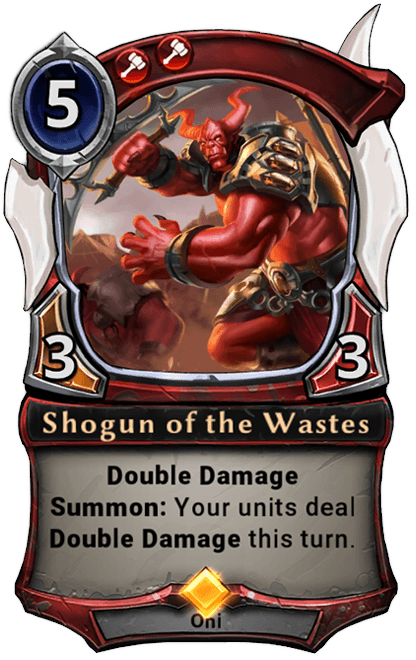 5
3
3
Shogun of the Wastes
Double Damage
Summon: Your units deal
Double Damage this turn.
Oni